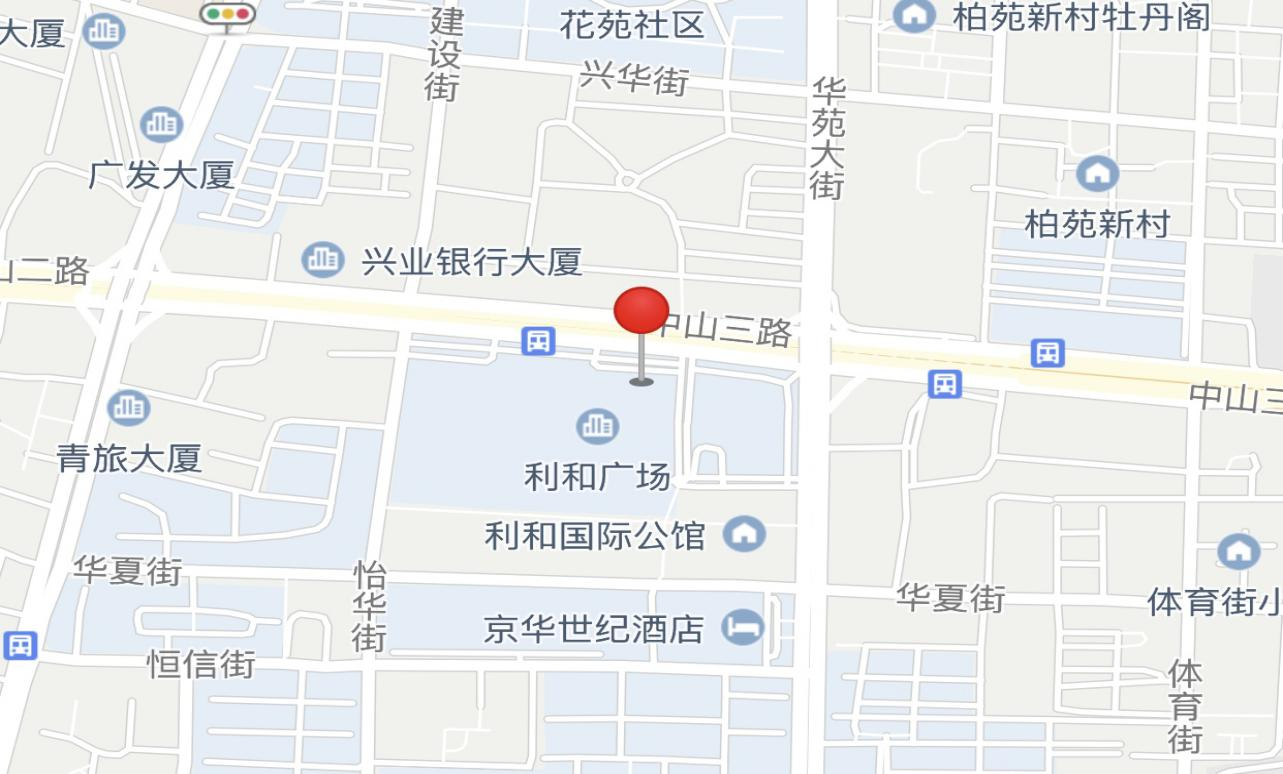 大厦
建设街
花苑社区
柏苑新村牡丹阁
兴华街
华苑大街
广发大厦
柏苑新村
山二路
兴业银行大厦
中山三路
中山三
青旅大厦
利和广场
利和国际公馆
华夏街
怡华街
华夏街
体育街小
京华世纪酒店
恒信街
体育街